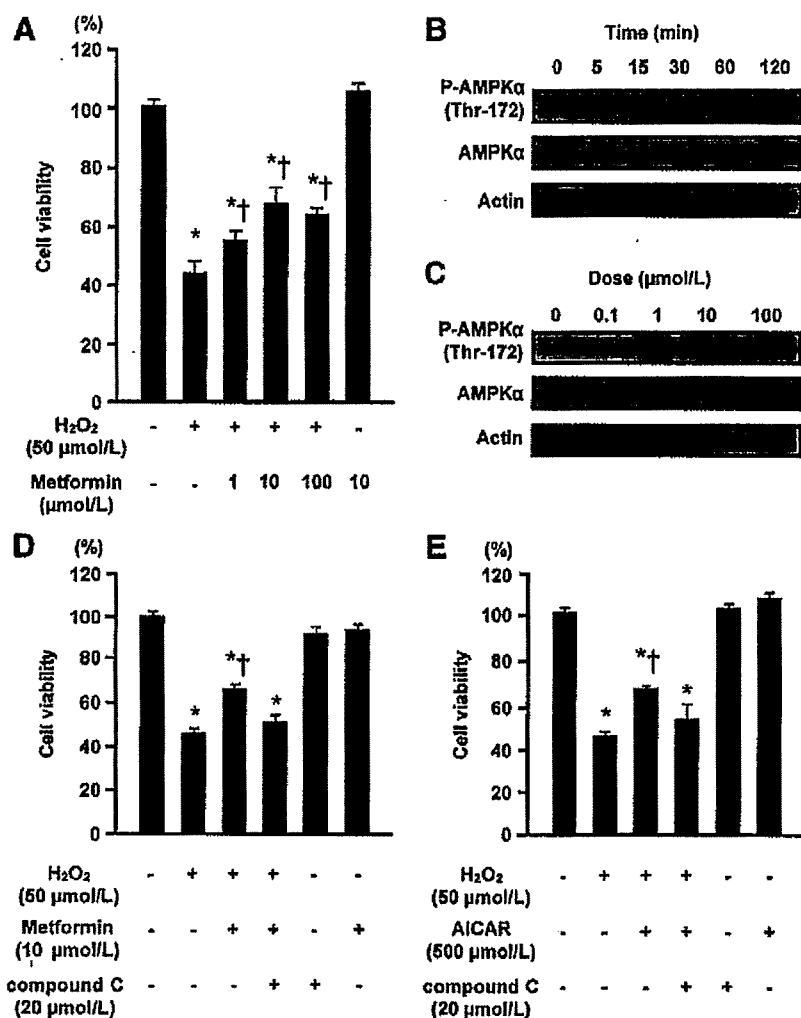 A
(%)
120
100
80
60
40
20
0
Cell viability
*
*†
*†
*†
H₂O₂ (50 µmol/L) - + + + + -
Metformin (µmol/L) - - 1 10 100 10
B
Time (min)
0 5 15 30 60 120
P-AMPKα (Thr-172)
AMPKα
Actin
C
Dose (µmol/L)
0 0.1 1 10 100
P-AMPKα (Thr-172)
AMPKα
Actin
D
(%)
120
100
80
60
40
20
0
Cell viability
*
*†
*
H₂O₂ (50 µmol/L) - + + + - -
Metformin (10 µmol/L) - - + + - +
compound C (20 µmol/L) - - - + + -
E
(%)
120
100
80
60
40
20
0
Cell viability
*
*†
*
H₂O₂ (50 µmol/L) - + + + - -
AICAR (500 µmol/L) - - + + - +
compound C (20 µmol/L) - - - + + -